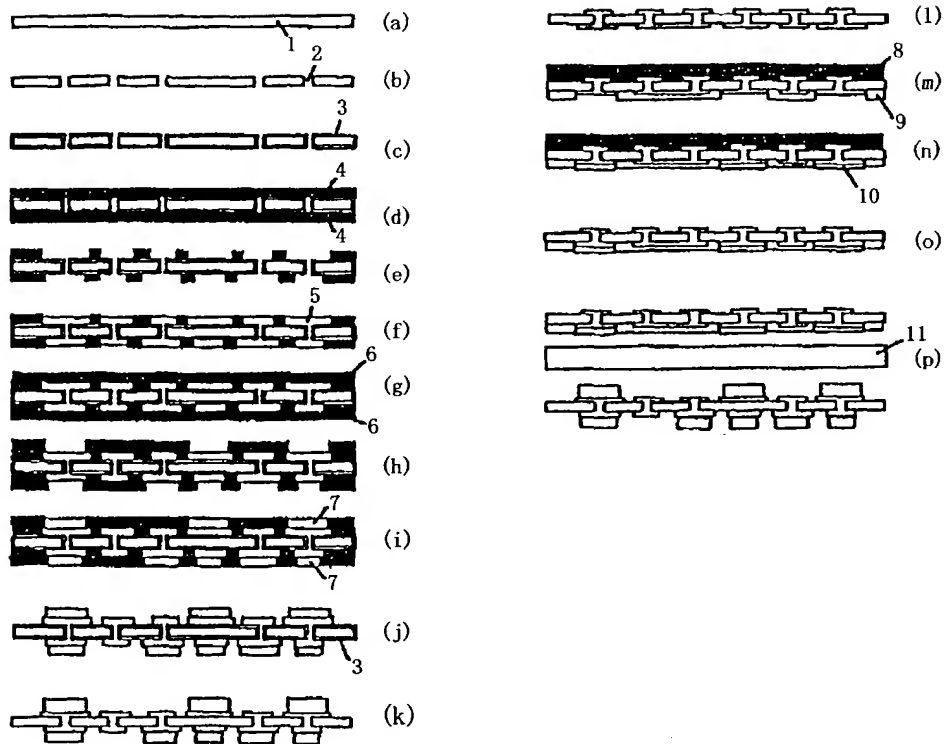 1
(a)
2
(b)
3
(c)
4
4
(d)
(e)
5
(f)
6
6
(g)
(h)
7
7
(i)
(j)
3
(k)
(l)
8
9
(m)
10
(n)
(o)
11
(p)